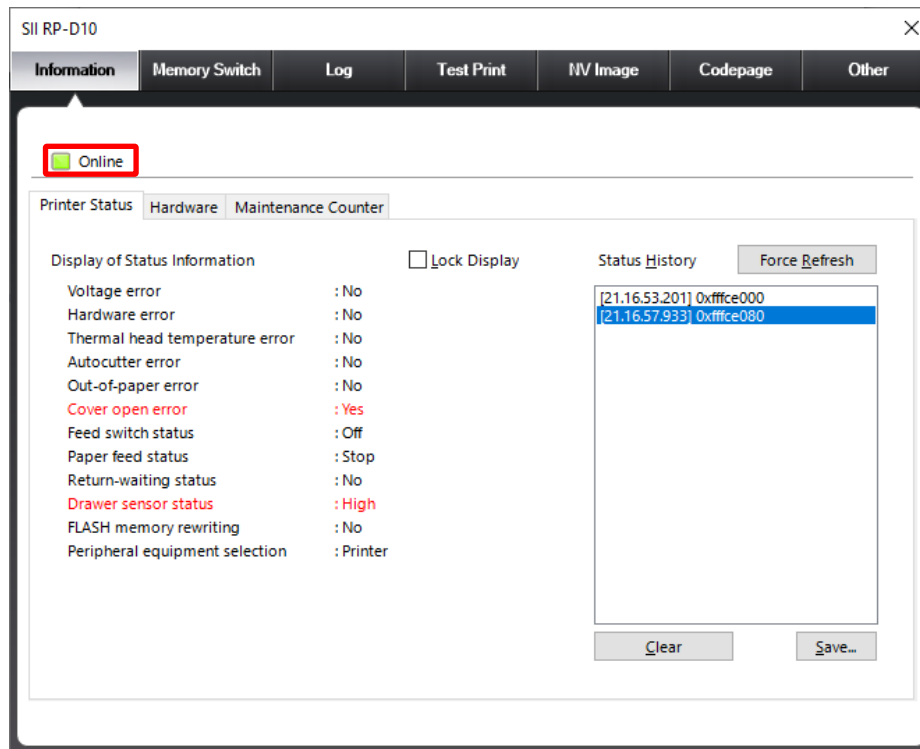 SII RP-D10
Information Memory Switch Log Test Print NV Image Codepage Other
Online
Printer Status Hardware Maintenance Counter
Display of Status Information Lock Display Status History Force Refresh
Voltage error : No
Hardware error : No
Thermal head temperature error : No
Autocutter error : No
Out-of-paper error : No
Cover open error : Yes
Feed switch status : Off
Paper feed status : Stop
Return-waiting status : No
Drawer sensor status : High
FLASH memory rewriting : No
Peripheral equipment selection : Printer
[21.16.53.201] 0xfffce000
[21.16.57.933] 0xfffce080
Clear Save...